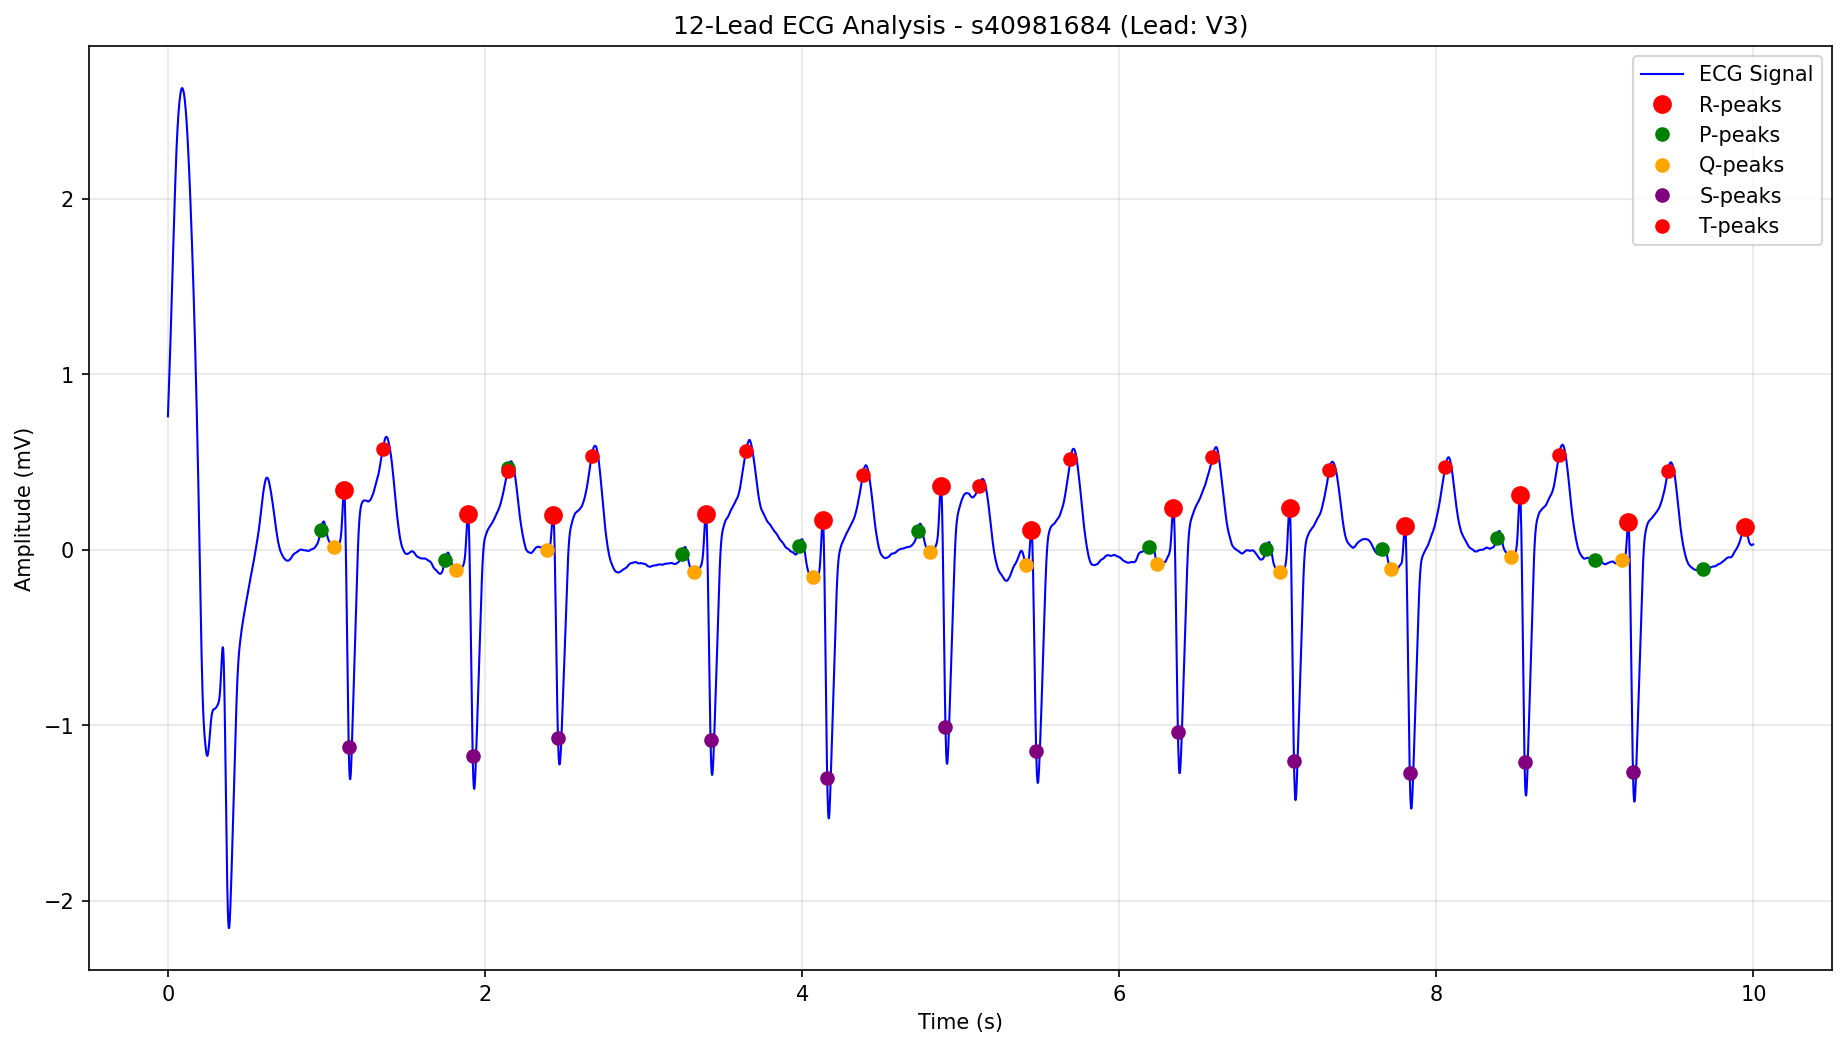 12-Lead ECG Analysis - s40981684 (Lead: V3)
ECG Signal
R-peaks
P-peaks
Q-peaks
S-peaks
T-peaks
Amplitude (mV)
2
1
0
−1
−2
0 2 4 6 8 10
Time (s)